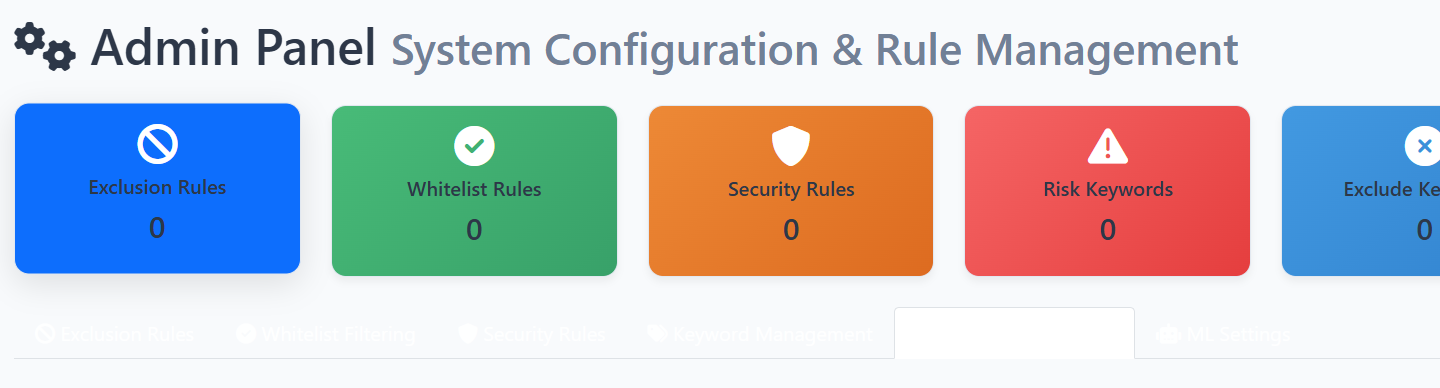 Admin Panel System Configuration & Rule Management
Exclusion Rules
0
Whitelist Rules
0
Security Rules
0
Risk Keywords
0
Exclude Ke
0
Exclusion Rules Whitelist Filtering Security Rules Keyword Management ML Settings